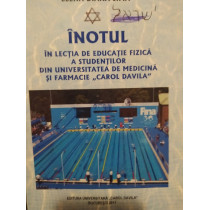 ישראל
ÎNOTUL
ÎN LECȚIA DE EDUCAȚIE FIZICĂ
A STUDENȚILOR
DIN UNIVERSITATEA DE MEDICINĂ
ȘI FARMACIE „CAROL DAVILA”
EDITURA UNIVERSITARĂ „CAROL DAVILA”